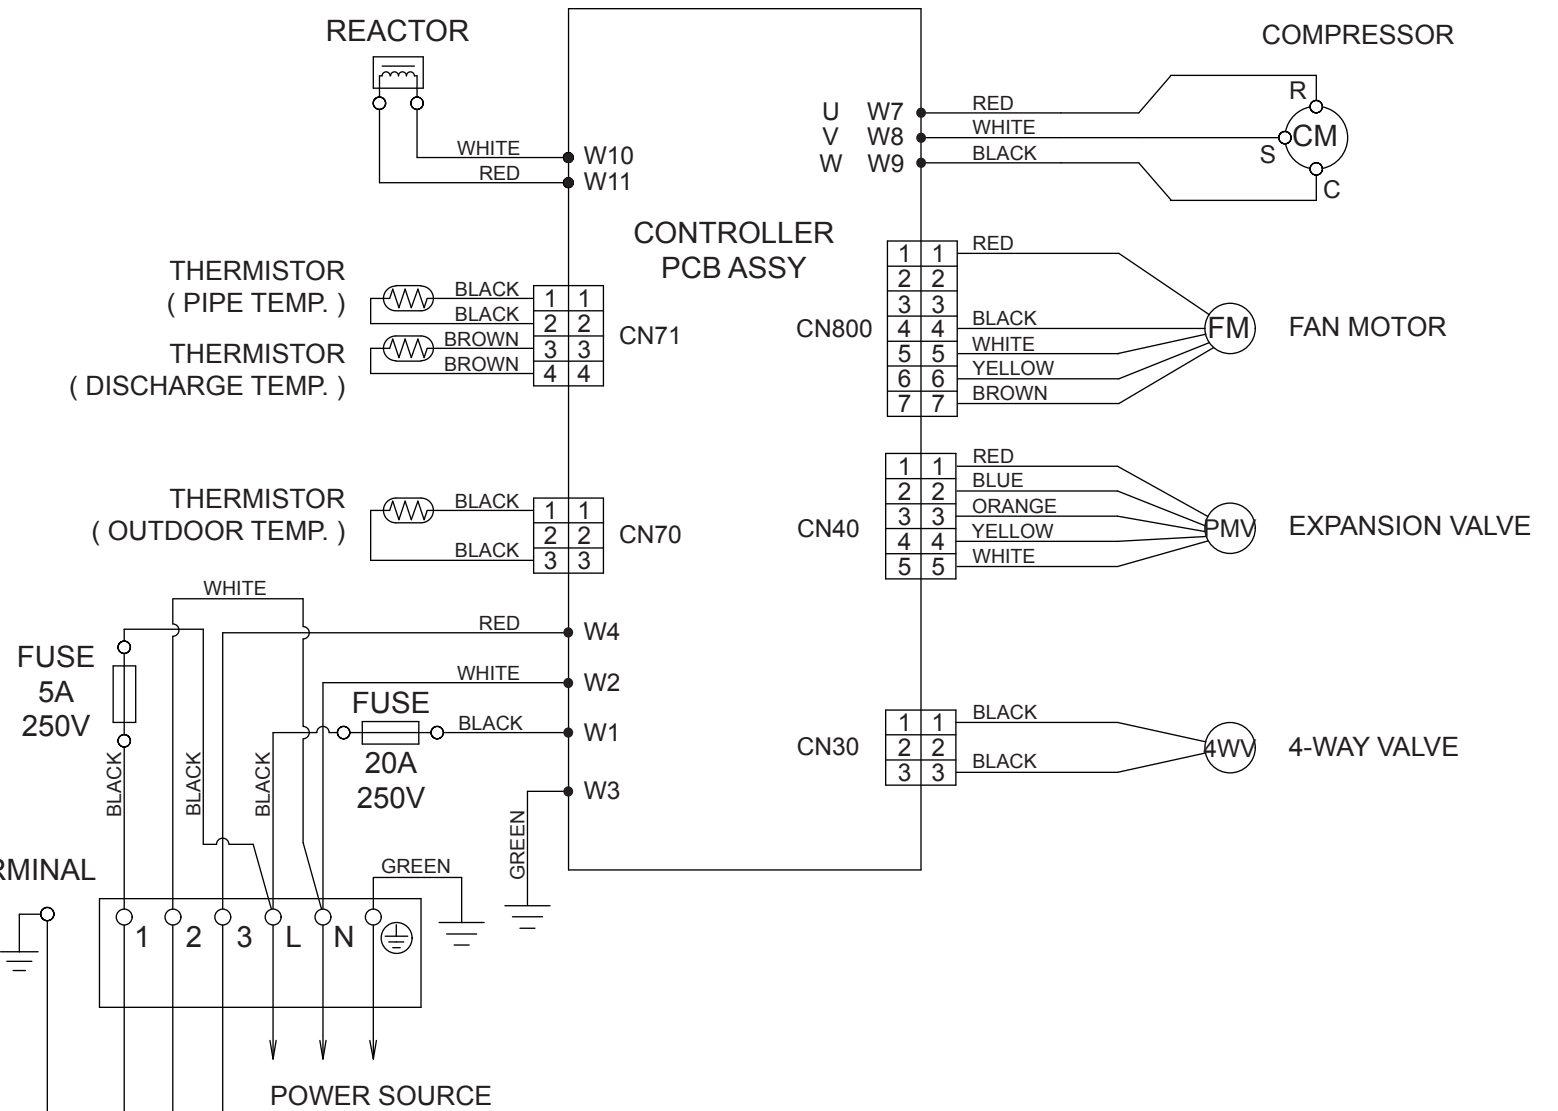 REACTOR
WHITE
RED
W10
W11
U W7
V W8
W W9
RED
WHITE
BLACK
COMPRESSOR
R
CM
S
C
CONTROLLER
PCB ASSY
THERMISTOR
( PIPE TEMP. )
BLACK
BLACK
BROWN
BROWN
THERMISTOR
( DISCHARGE TEMP. )
1 1
2 2
3 3
4 4
CN71
CN800
1 1
2 2
3 3
4 4
5 5
6 6
7 7
RED
BLACK
WHITE
YELLOW
BROWN
FM
FAN MOTOR
THERMISTOR
( OUTDOOR TEMP. )
BLACK
BLACK
1 1
2 2
3 3
CN70
CN40
1 1
2 2
3 3
4 4
5 5
RED
BLUE
ORANGE
YELLOW
WHITE
PMV
EXPANSION VALVE
WHITE
RED
W4
WHITE
W2
FUSE
5A
250V
FUSE
20A
250V
BLACK
W1
W3
BLACK
BLACK
BLACK
GREEN
GREEN
CN30
1 1
2 2
3 3
BLACK
BLACK
4WV
4-WAY VALVE
RMINAL
1 2 3 L N
POWER SOURCE